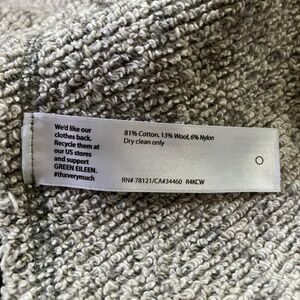 We'd like our
clothes back.
Recycle them at
our US stores
and support
GREEN EILEEN.
#thxverymuch
81% Cotton, 13% Wool, 6% Nylon
Dry clean only
RN# 78121/CA#34460 R4KCW
O